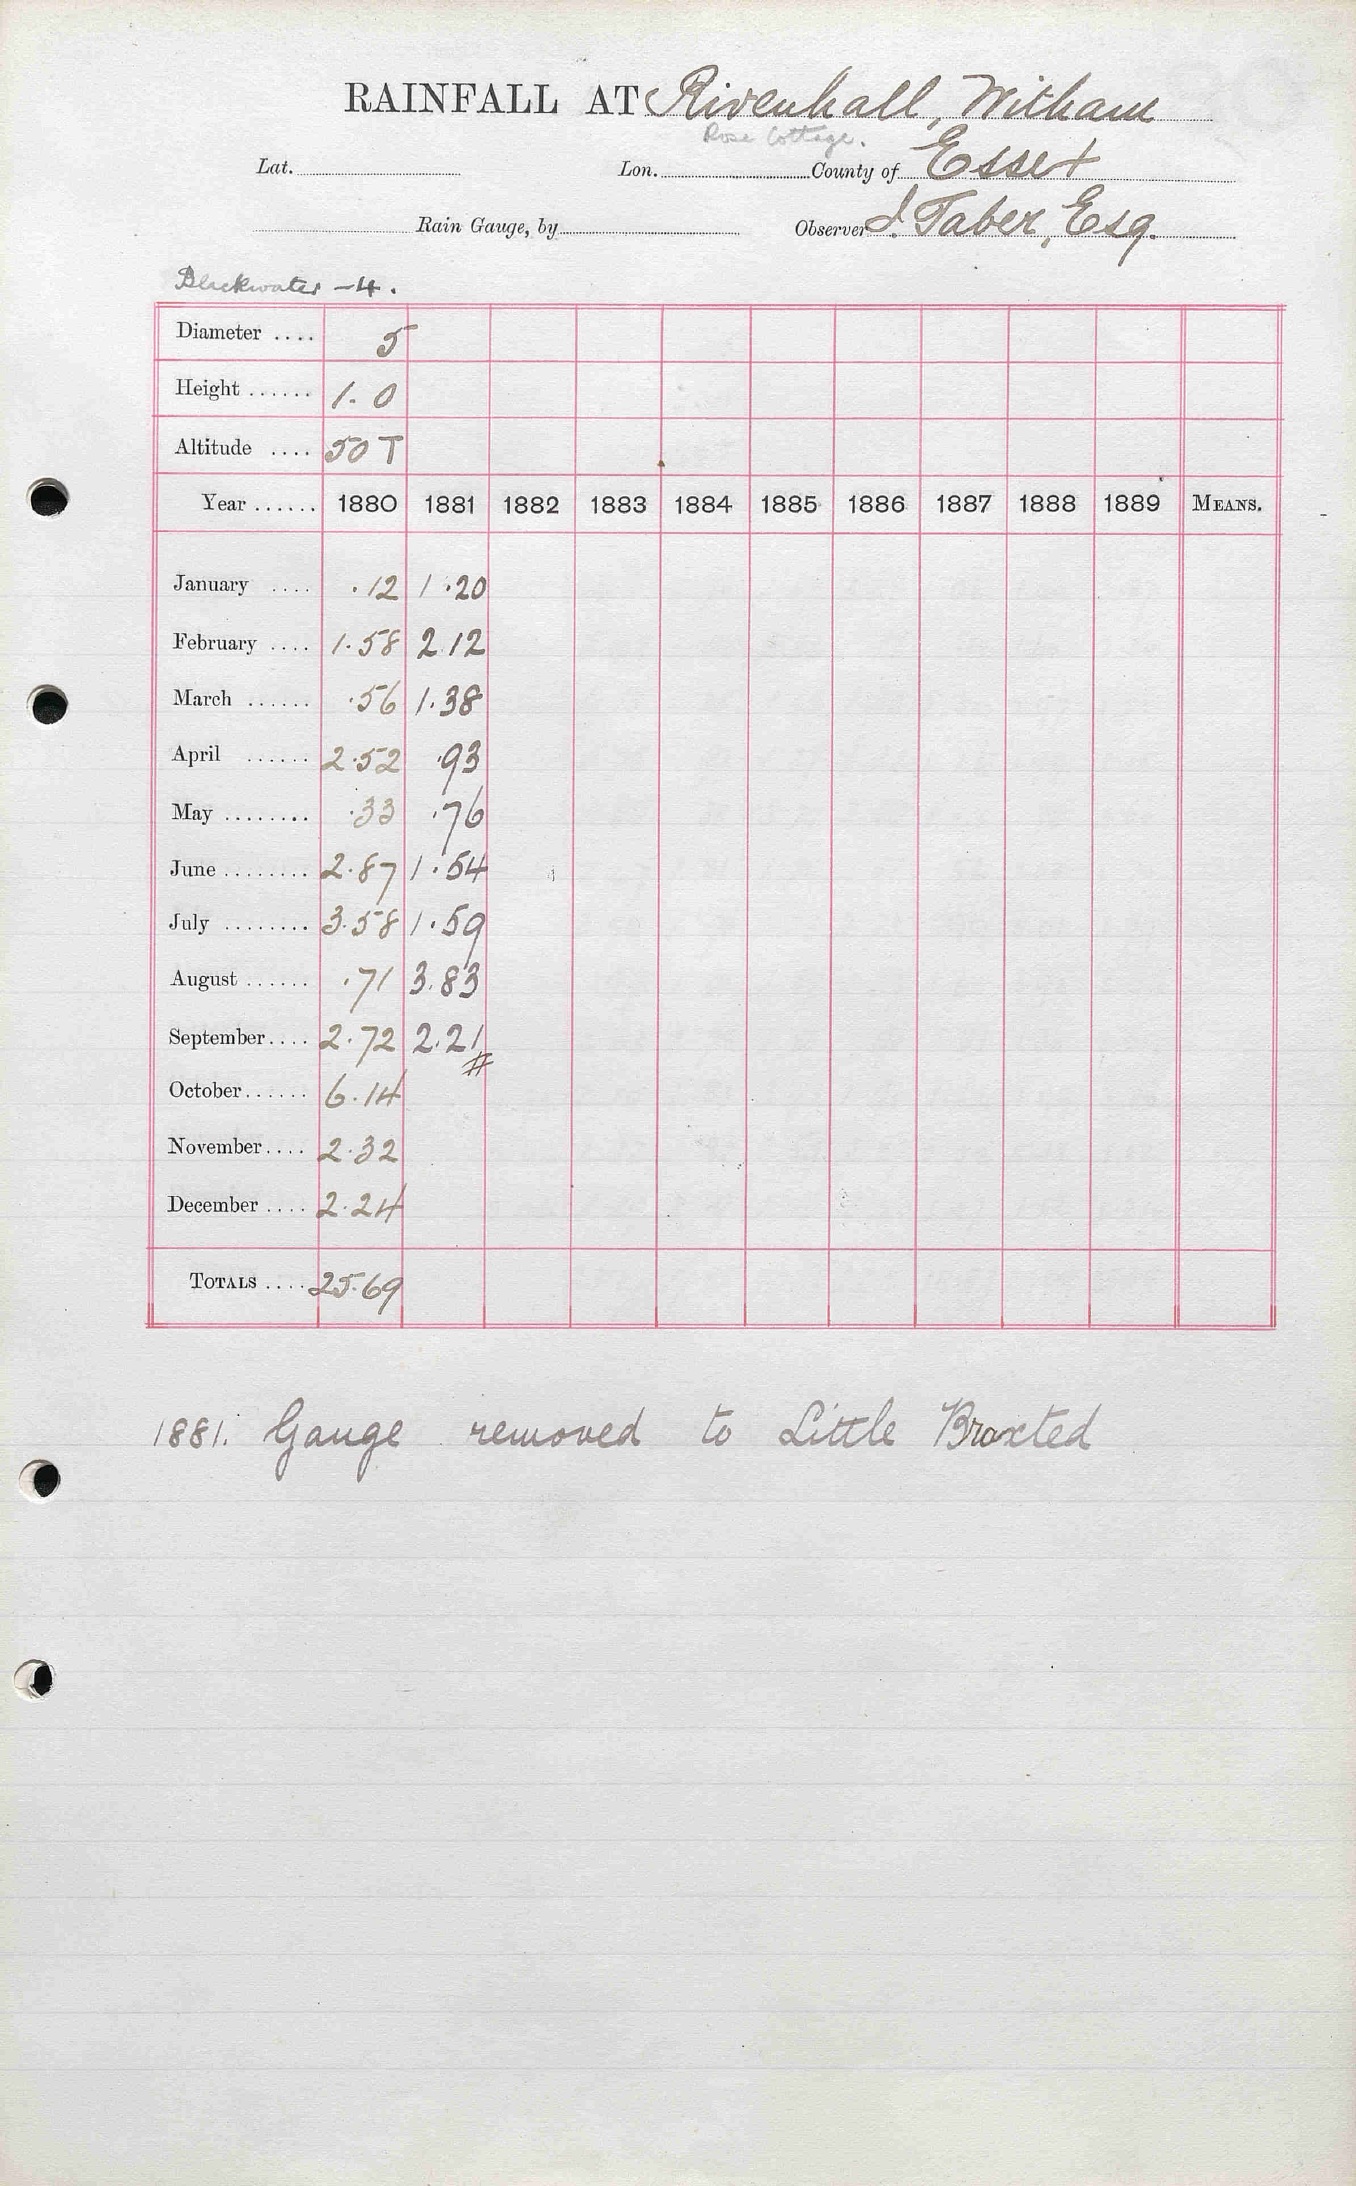 RAINFALL AT Rivenhall, Witham
Rose Cottage.
Lat. Lon. County of Essex
Rain Gauge, by Observer J. Taber, Esq.
Blackwater - 4.
Diameter .... 5
Height ...... 1.0
Altitude .... 50 T
Year ...... 1880 1881 1882 1883 1884 1885 1886 1887 1888 1889 MEANS.
January .... .12 1.20
February .... 1.58 2.12
March ...... .56 1.38
April ...... 2.52 .93
May ........ .33 .76
June ........ 2.87 1.54
July ........ 3.58 1.59
August ...... .71 3.83
September .... 2.72 2.21
#
October ...... 6.14
November .... 2.32
December .... 2.24
TOTALS .... 25.69
1881. Gauge removed to Little Braxted